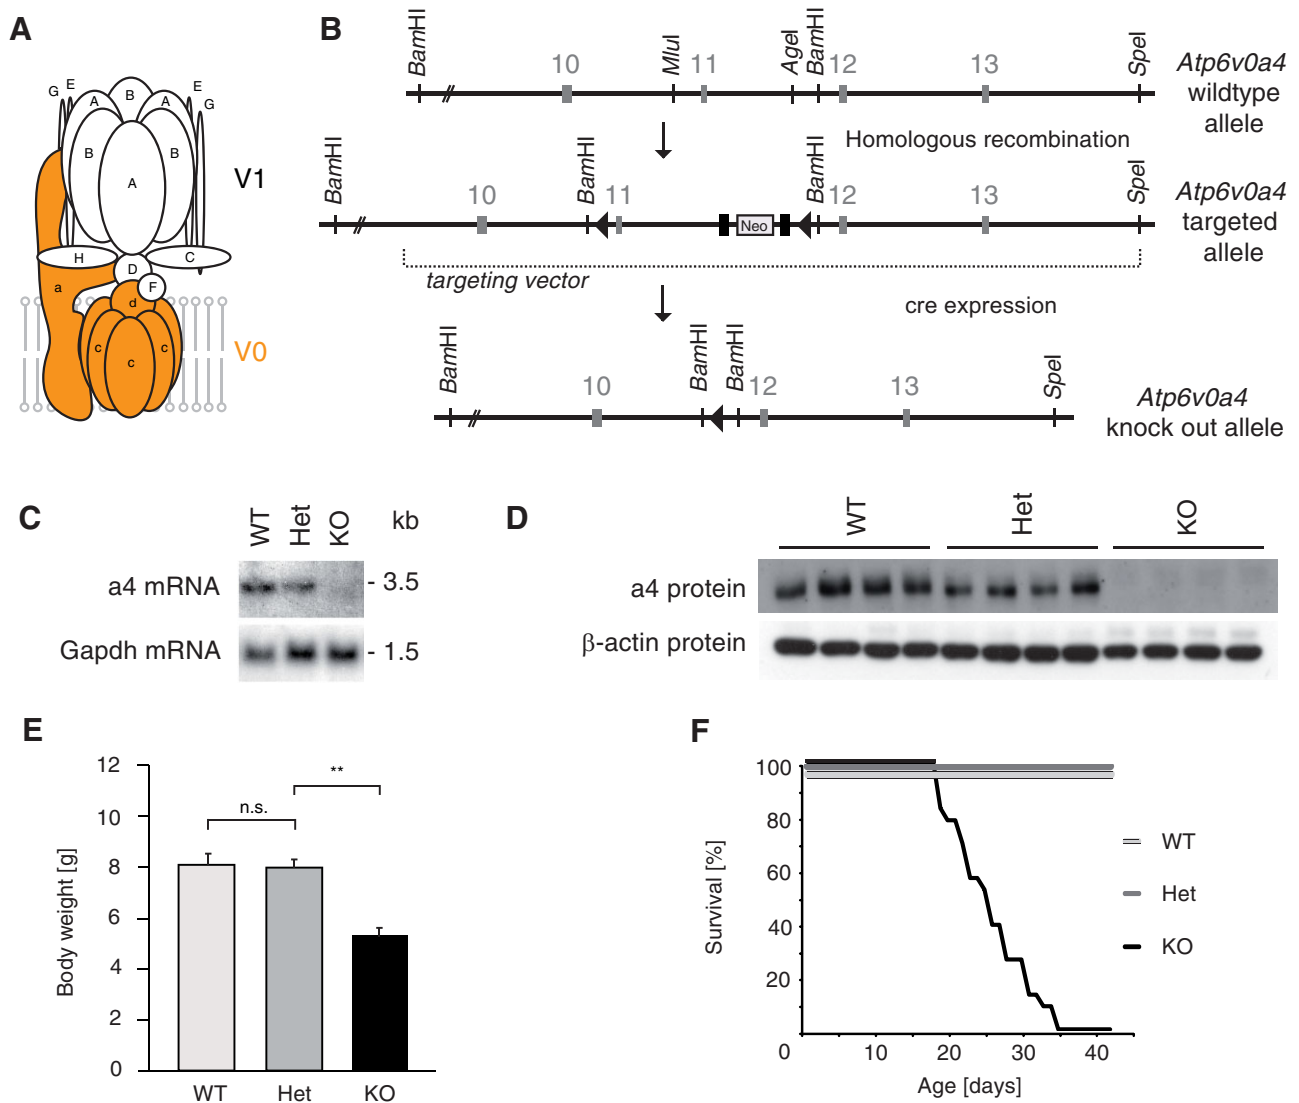 A
G E
A B A
E
G
B B
A
V1
H D C
a F
d
c c
c
V0
B
BamHI 10 MluI 11 AgeI BamHI 12 13 SpeI
Atp6v0a4
wildtype
allele
Homologous recombination
BamHI 10 BamHI 11 Neo BamHI 12 13 SpeI
Atp6v0a4
targeted
allele
targeting vector
cre expression
BamHI 10 BamHI BamHI 12 13 SpeI
Atp6v0a4
knock out allele
C
WT Het KO kb
a4 mRNA - 3.5
Gapdh mRNA - 1.5
D
WT Het KO
a4 protein
β-actin protein
E
Body weight [g]
12
10
8
6
4
2
0
n.s.
**
WT Het KO
F
Survival [%]
100
80
60
40
20
0 10 20 30 40
Age [days]
WT
Het
KO